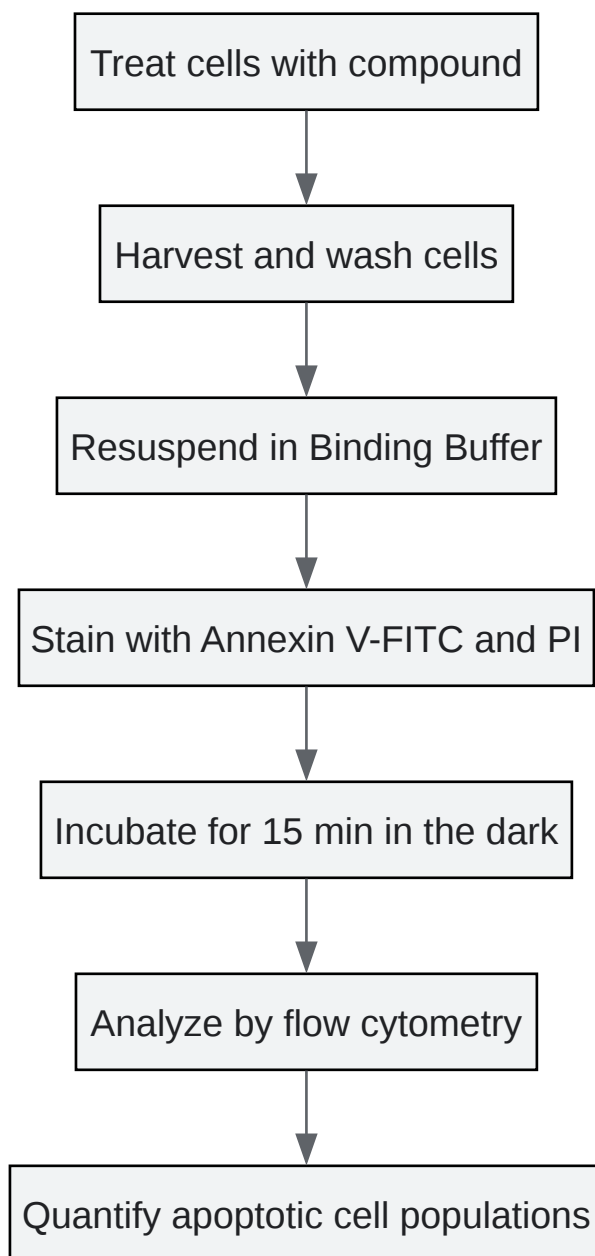 Treat cells with compound
Harvest and wash cells
Resuspend in Binding Buffer
Stain with Annexin V-FITC and PI
Incubate for 15 min in the dark
Analyze by flow cytometry
Quantify apoptotic cell populations